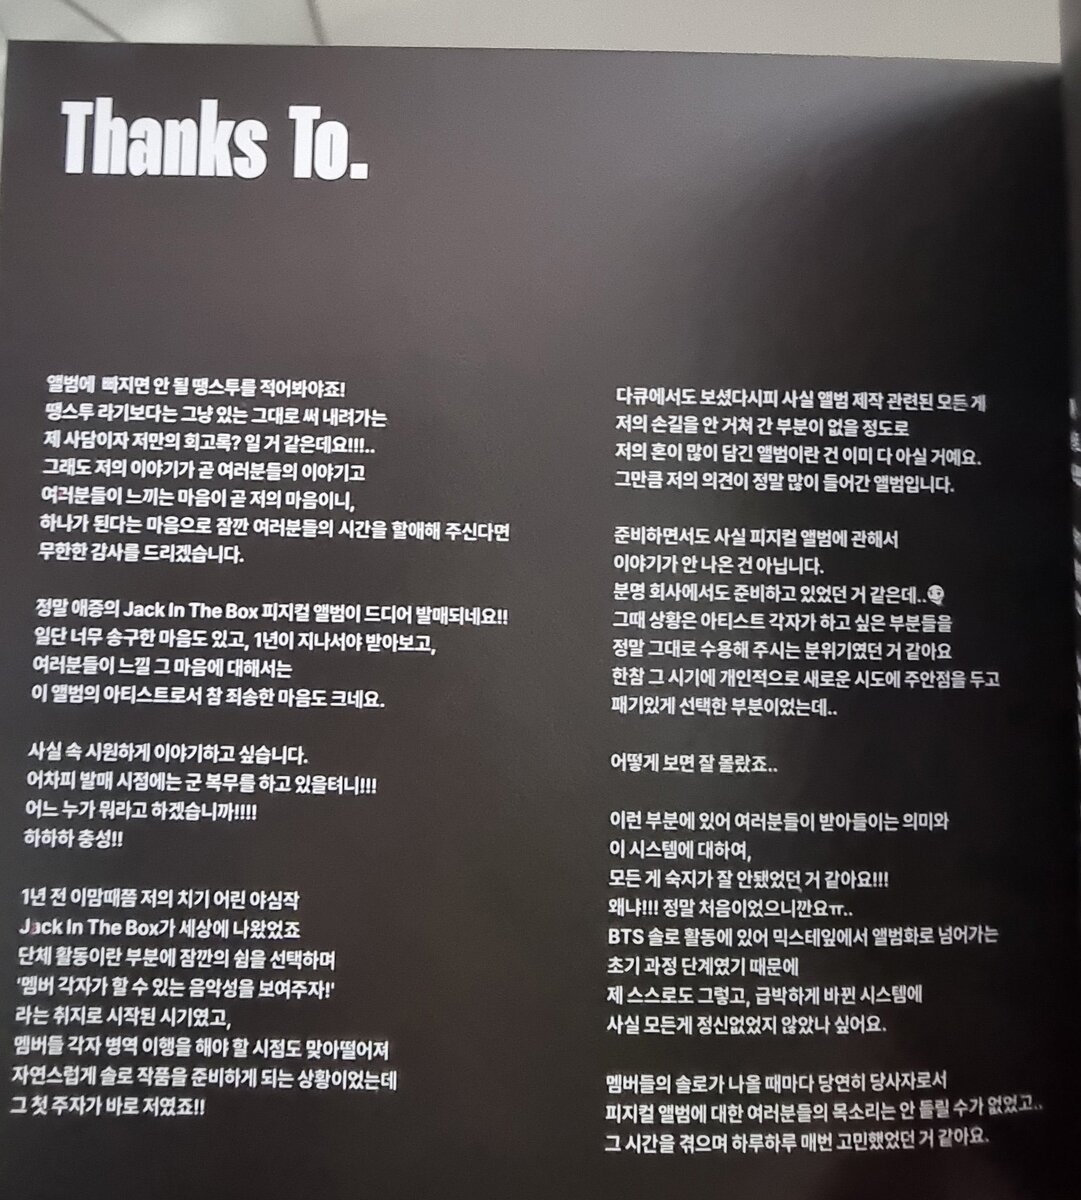 Thanks To.
앨범에 빠지면 안 될 땡스투를 적어봐야죠!
땡스투 라기보다는 그냥 있는 그대로 써 내려가는
제 사담이자 저만의 회고록? 일 거 같은데요!!!..
그래도 저의 이야기가 곧 여러분들의 이야기고
여러분들이 느끼는 마음이 곧 저의 마음이니,
하나가 된다는 마음으로 잠깐 여러분들의 시간을 할애해 주신다면
무한한 감사를 드리겠습니다.
정말 애증의 Jack In The Box 피지컬 앨범이 드디어 발매되네요!!
일단 너무 송구한 마음도 있고, 1년이 지나서야 받아보고,
여러분들이 느낄 그 마음에 대해서는
이 앨범의 아티스트로서 참 죄송한 마음도 크네요.
사실 속 시원하게 이야기하고 싶습니다.
어차피 발매 시점에는 군 복무를 하고 있을터니!!!
어느 누가 뭐라고 하겠습니까!!!!
하하하 충성!!
1년 전 이맘때쯤 저의 치기 어린 야심작
Jack In The Box가 세상에 나왔었죠
단체 활동이란 부분에 잠깐의 쉼을 선택하며
'멤버 각자가 할 수 있는 음악성을 보여주자!'
라는 취지로 시작된 시기였고,
멤버들 각자 병역 이행을 해야 할 시점도 맞아떨어져
자연스럽게 솔로 작품을 준비하게 되는 상황이었는데
그 첫 주자가 바로 저였죠!!
다큐에서도 보셨다시피 사실 앨범 제작 관련된 모든 게
저의 손길을 안 거쳐 간 부분이 없을 정도로
저의 혼이 많이 담긴 앨범이란 건 이미 다 아실 거예요.
그만큼 저의 의견이 정말 많이 들어간 앨범입니다.
준비하면서도 사실 피지컬 앨범에 관해서
이야기가 안 나온 건 아닙니다.
분명 회사에서도 준비하고 있었던 거 같은데..
그때 상황은 아티스트 각자가 하고 싶은 부분들을
정말 그대로 수용해 주시는 분위기였던 거 같아요
한참 그 시기에 개인적으로 새로운 시도에 주안점을 두고
패기있게 선택한 부분이었는데..
어떻게 보면 잘 몰랐죠..
이런 부분에 있어 여러분들이 받아들이는 의미와
이 시스템에 대하여,
모든 게 숙지가 잘 안됐었던 거 같아요!!!
왜냐!!! 정말 처음이었으니깐요ㅠ..
BTS 솔로 활동에 있어 믹스테잎에서 앨범화로 넘어가는
초기 과정 단계였기 때문에
제 스스로도 그렇고, 급박하게 바뀐 시스템에
사실 모든게 정신없었지 않았나 싶어요.
멤버들의 솔로가 나올 때마다 당연히 당사자로서
피지컬 앨범에 대한 여러분들의 목소리는 안 들릴 수가 없었고..
그 시간을 겪으며 하루하루 매번 고민했었던 거 같아요.